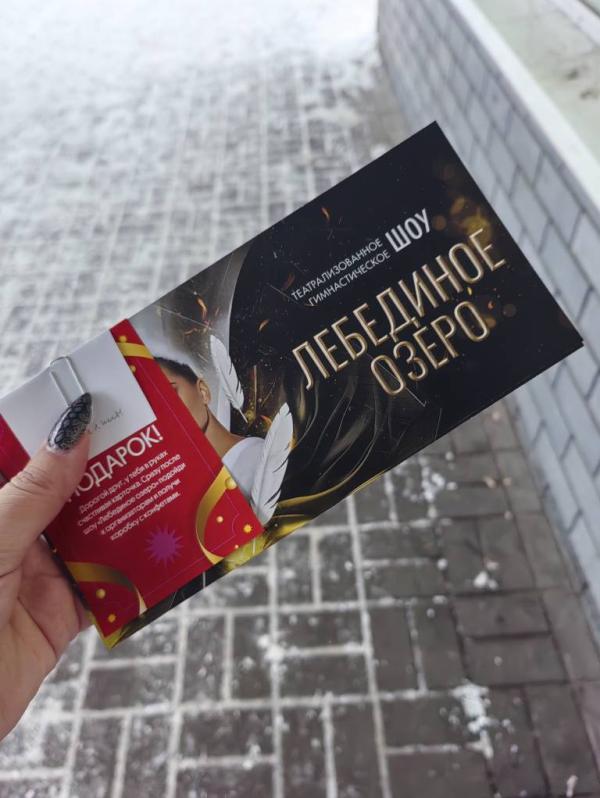 ТЕАТРАЛИЗОВАННОЕ
ГИМНАСТИЧЕСКОЕ
ШОУ
ЛЕБЕДИНОЕ
ОЗЕРО
ПОДАРОК!
Дорогой друг, у тебя в руках
счастливая карточка. Сразу после
шоу «Лебединое озеро» подойди
к организаторам и получи
коробку с конфетами.